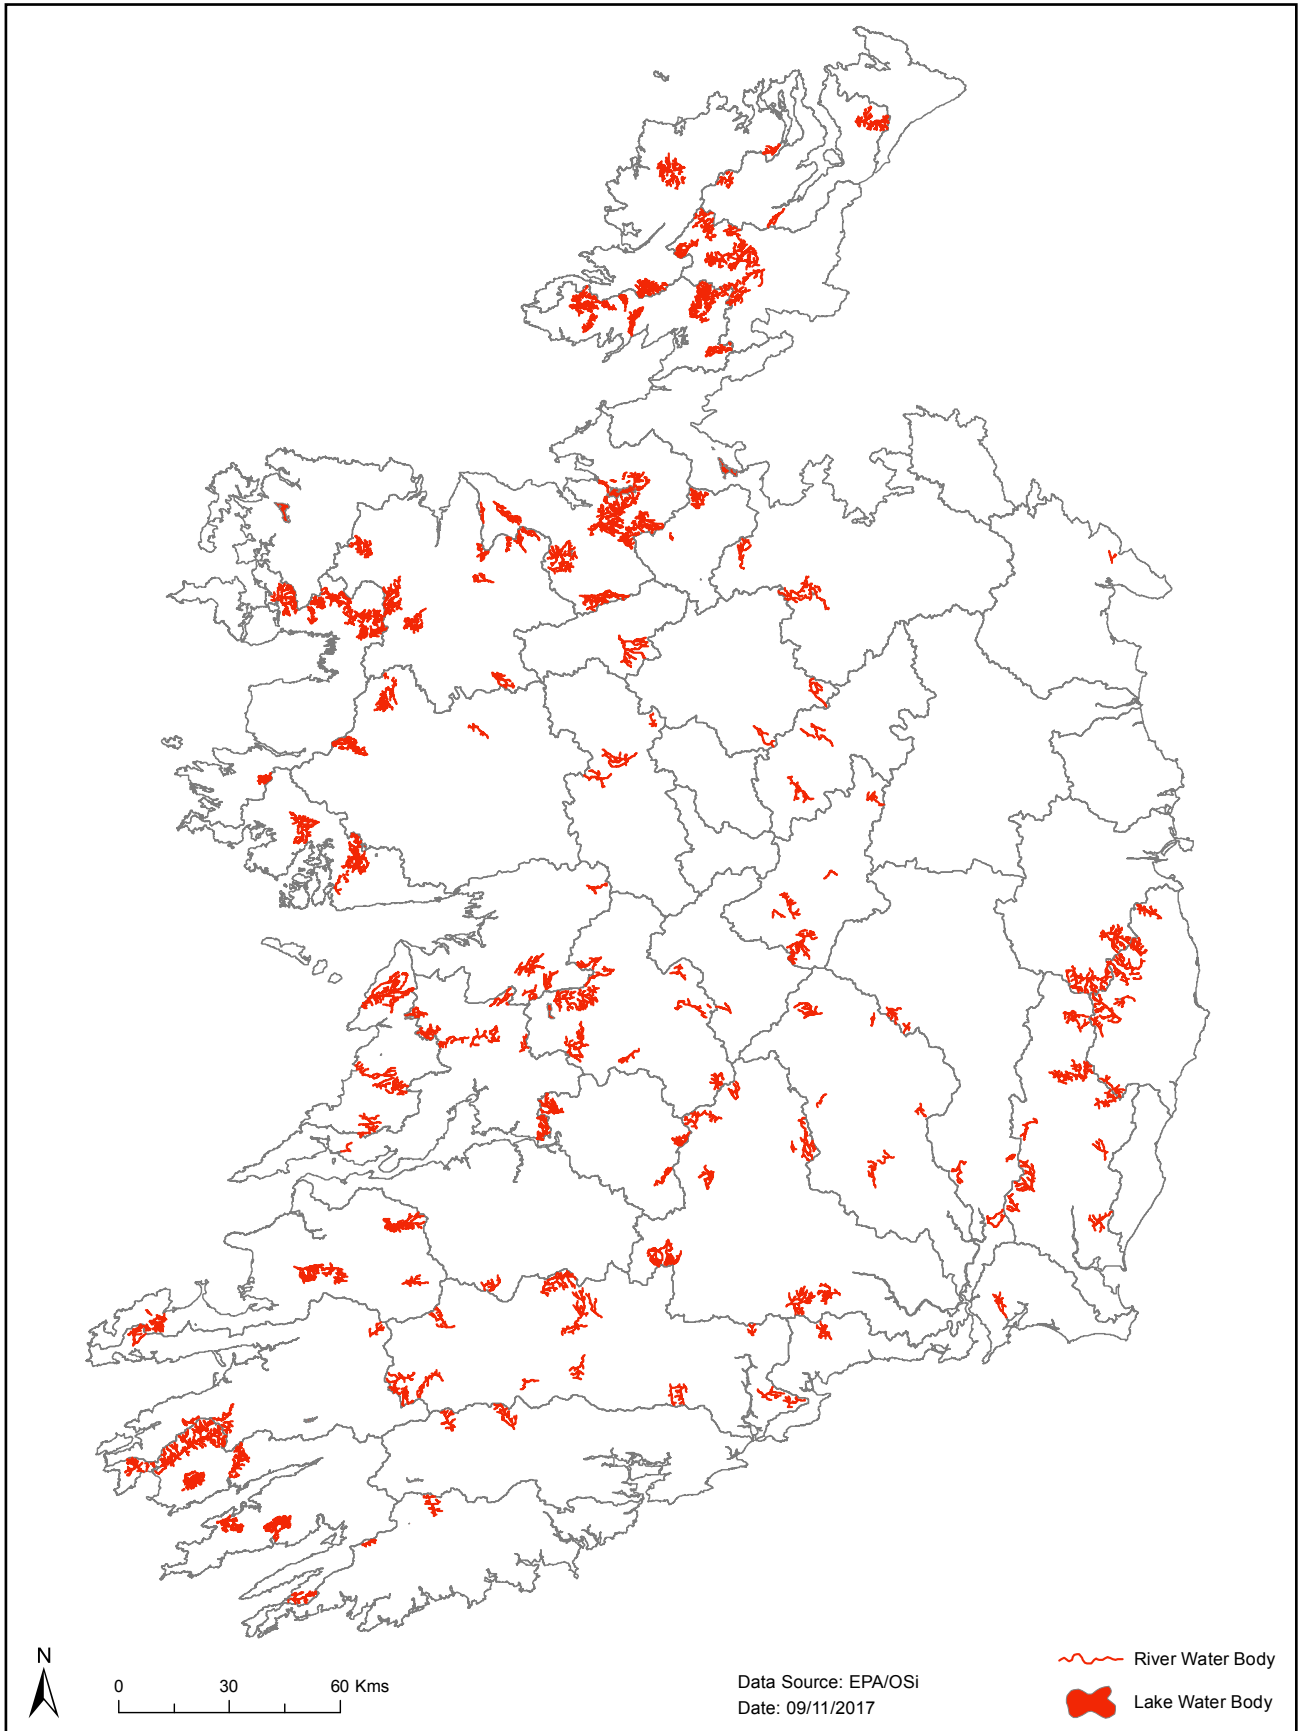 N
0 30 60 Kms
Data Source: EPA/OSi
Date: 09/11/2017
River Water Body
Lake Water Body